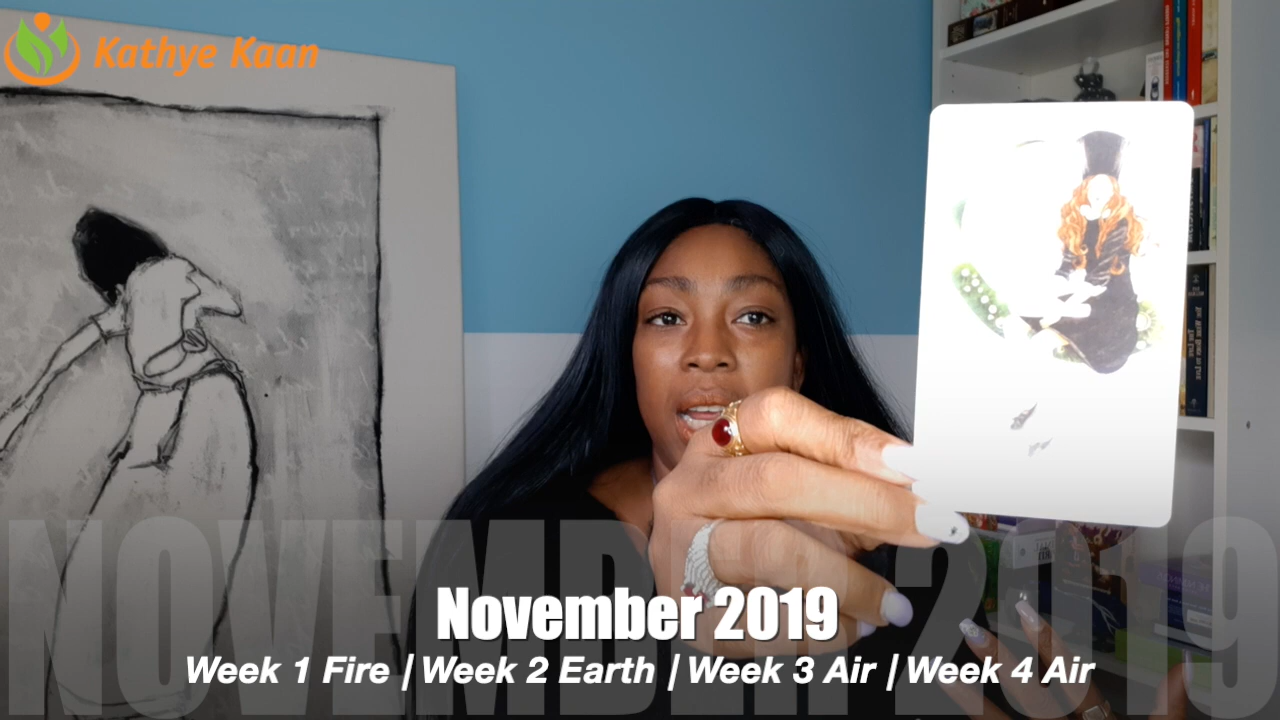 Kathye Kaan
NOVEMBER 2019
November 2019
Week 1 Fire | Week 2 Earth | Week 3 Air | Week 4 Air